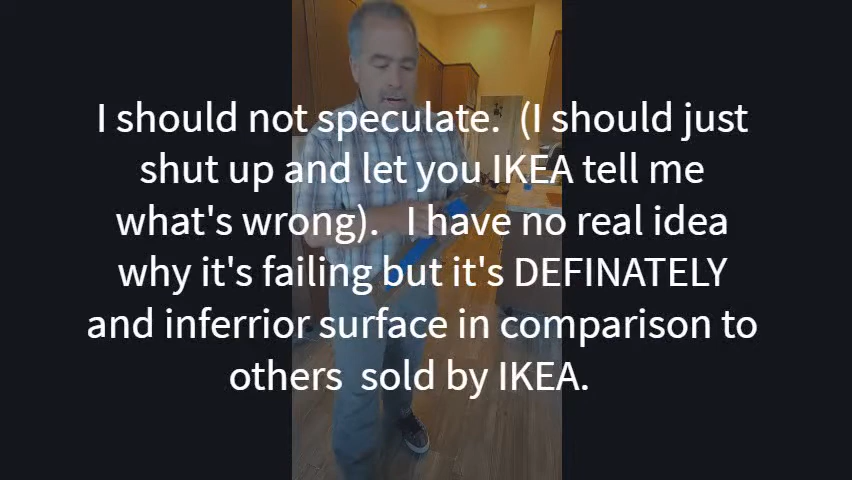 I should not speculate.  (I should just
shut up and let you IKEA tell me
what's wrong).   I have no real idea
why it's failing but it's DEFINATELY
and inferrior surface in comparison to
others  sold by IKEA.